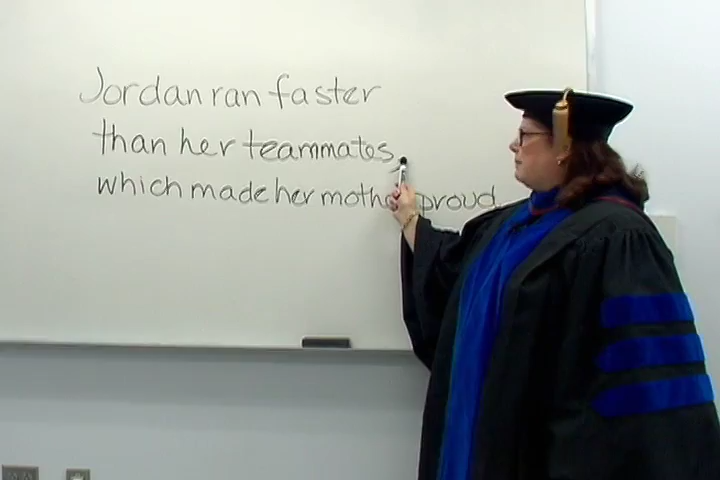 Jordan ran faster
than her teammates,
which made her mother proud.